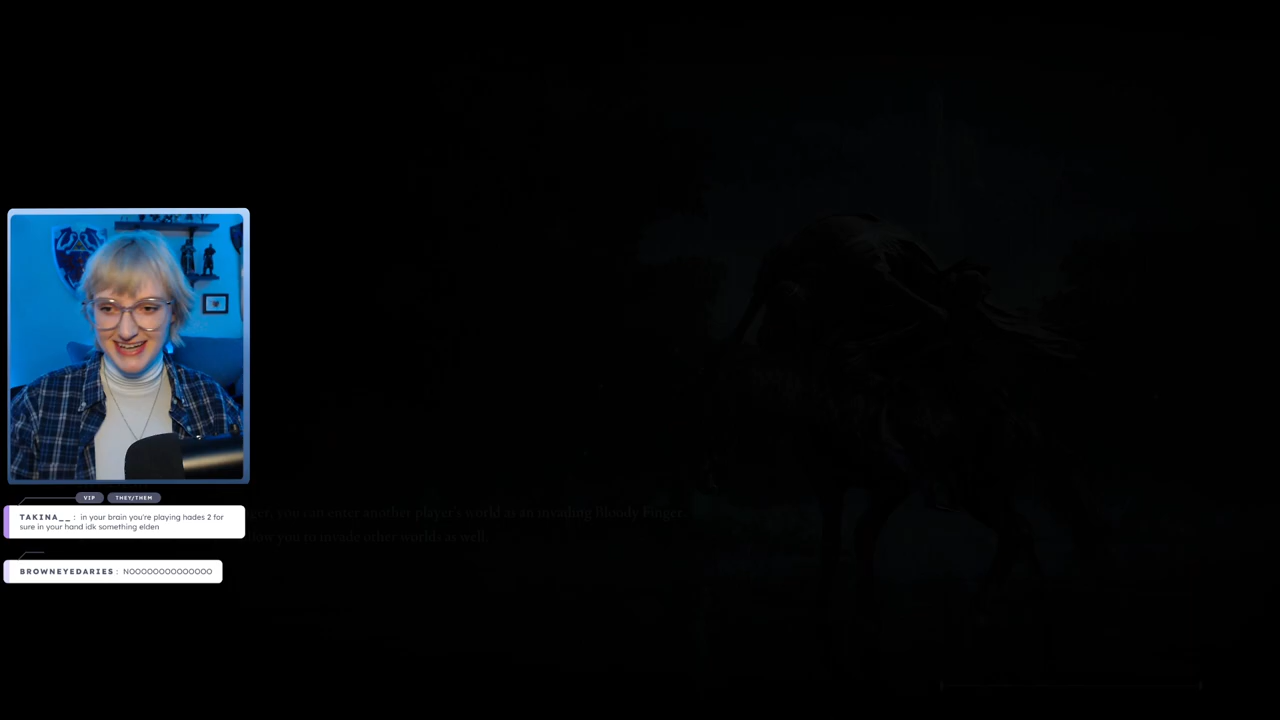 VIP THEY/THEM
TAKINA__ : in your brain you're playing hades 2 for
sure in your hand idk something elden
ger, you can enter another player's world as an invading Bloody Finger.
low you to invade other worlds as well.
BROWNEYEDARIES : NOOOOOOOOOOOOOO